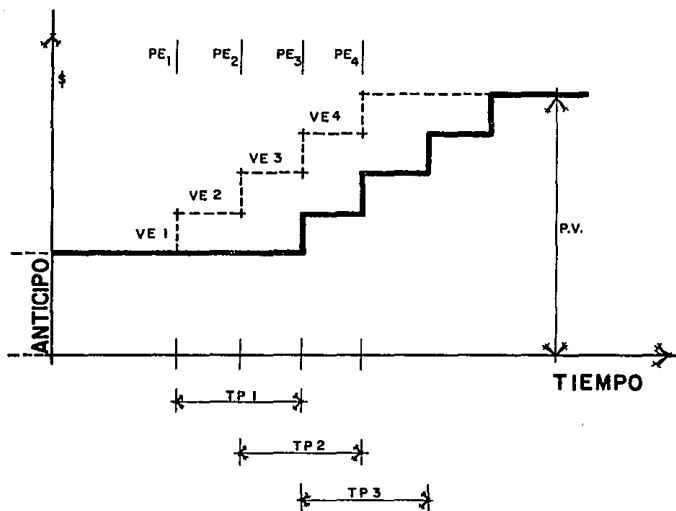 PE1 PE2 PE3 PE4
$
VE4
VE 3
VE 2
VE 1
P.V.
ANTICIPO
TIEMPO
TP 1
TP 2
TP 3